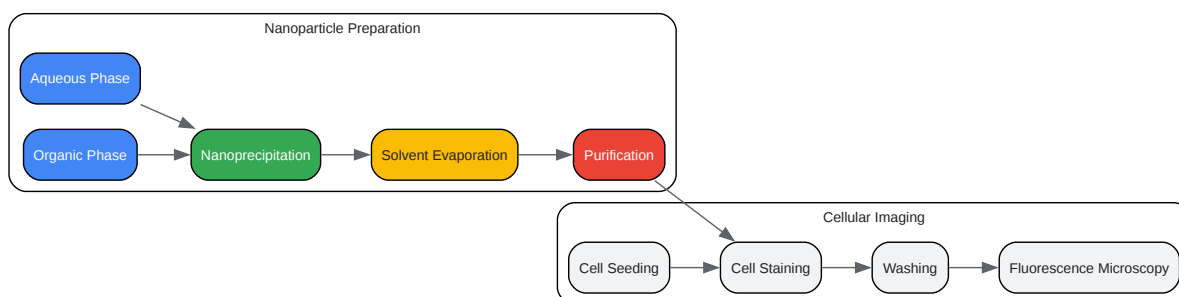 Nanoparticle Preparation
Aqueous Phase
Organic Phase
Nanoprecipitation
Solvent Evaporation
Purification
Cellular Imaging
Cell Seeding
Cell Staining
Washing
Fluorescence Microscopy